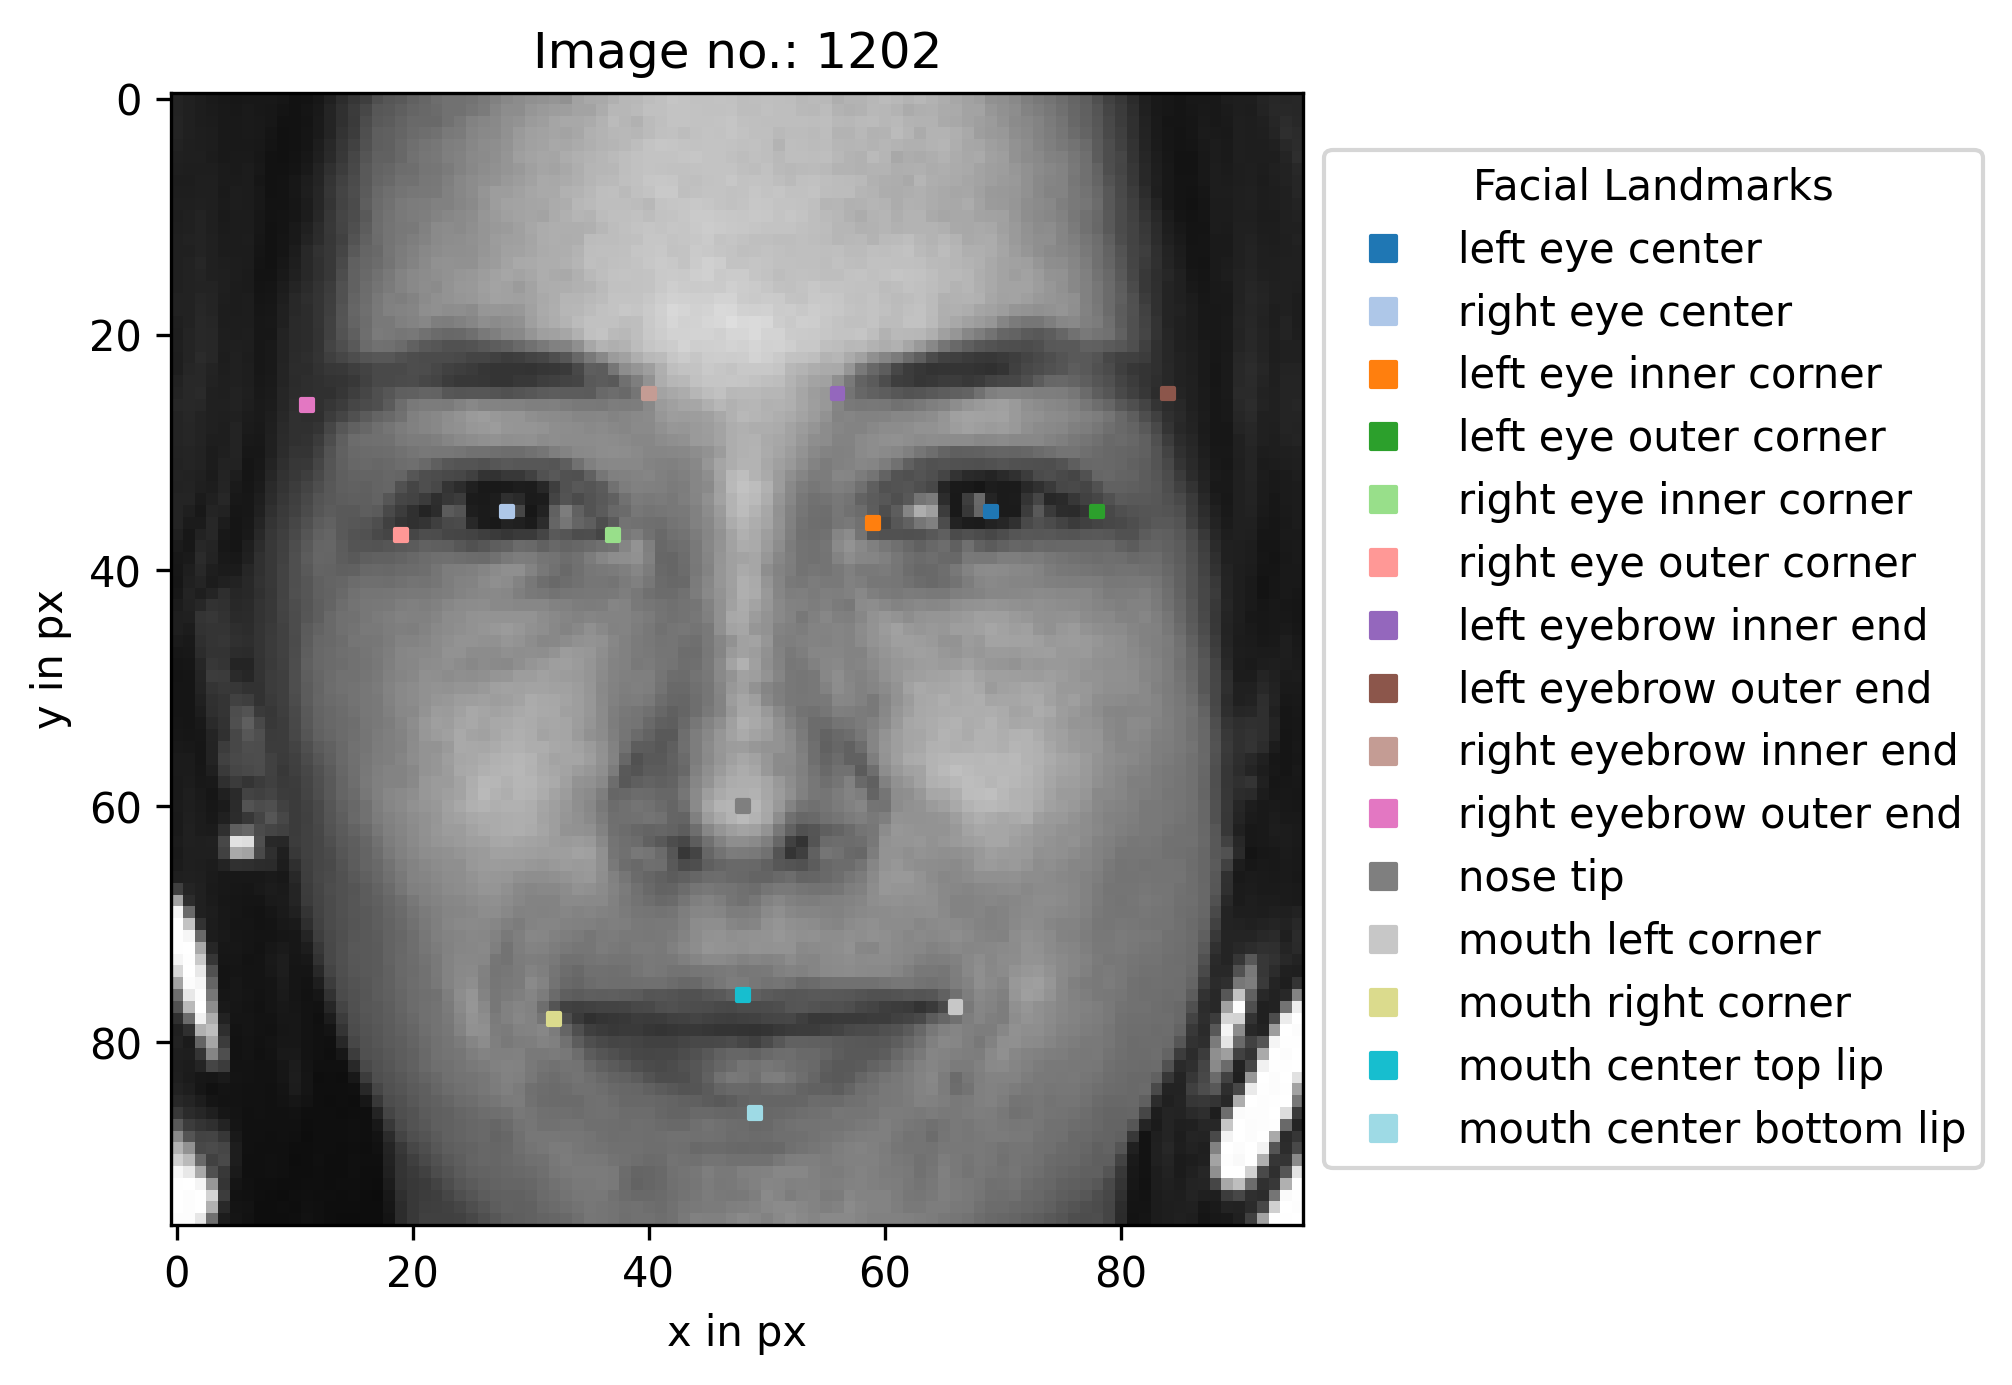 Image no.: 1202
0
20
40
60
80
y in px
0 20 40 60 80
x in px
Facial Landmarks
left eye center
right eye center
left eye inner corner
left eye outer corner
right eye inner corner
right eye outer corner
left eyebrow inner end
left eyebrow outer end
right eyebrow inner end
right eyebrow outer end
nose tip
mouth left corner
mouth right corner
mouth center top lip
mouth center bottom lip